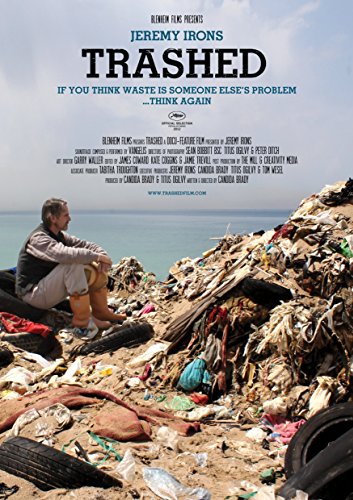 BLENHEIM FILMS PRESENTS
JEREMY IRONS
TRASHED
IF YOU THINK WASTE IS SOMEONE ELSE'S PROBLEM
...THINK AGAIN
OFFICIAL SELECTION
2012
BLENHEIM FILMS PRESENTS TRASHED A DOCU-FEATURE FILM PRESENTED BY JEREMY IRONS
SOUNDTRACK COMPOSED & PERFORMED BY VANGELIS DIRECTORS OF PHOTOGRAPHY SEAN BOBBITT BSC, TITUS OGILVY & PETER DITCH
ART DIRECTOR GARRY WALLER EDITED BY JAMES COWARD KATE COGGINS & JAMIE TREVILL POST PRODUCTION BY THE MILL & CREATIVITY MEDIA
ASSOCIATE PRODUCER TABITHA TROUGHTON EXECUTIVE PRODUCERS JEREMY IRONS CANDIDA BRADY TITUS OGILVY & TOM WESEL
PRODUCED BY CANDIDA BRADY & TITUS OGILVY WRITTEN & DIRECTED BY CANDIDA BRADY
WWW.TRASHEDFILM.COM